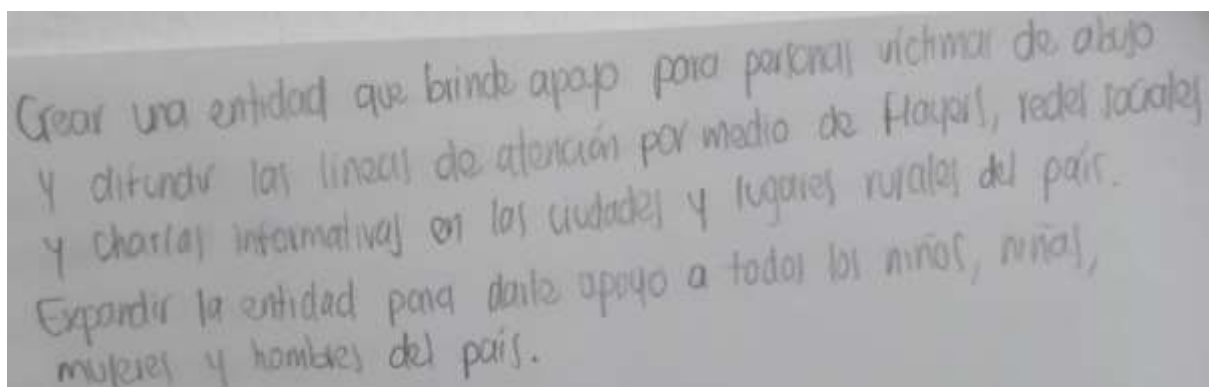 Crear una entidad que brinde apoyo para personas víctimas de abuso
y difundir las líneas de atención por medio de Flayers, redes sociales
y charlas informativas en las ciudades y lugares rurales del país.
Expandir la entidad para darle apoyo a todos los niños, niñas,
mujeres y hombres del país.